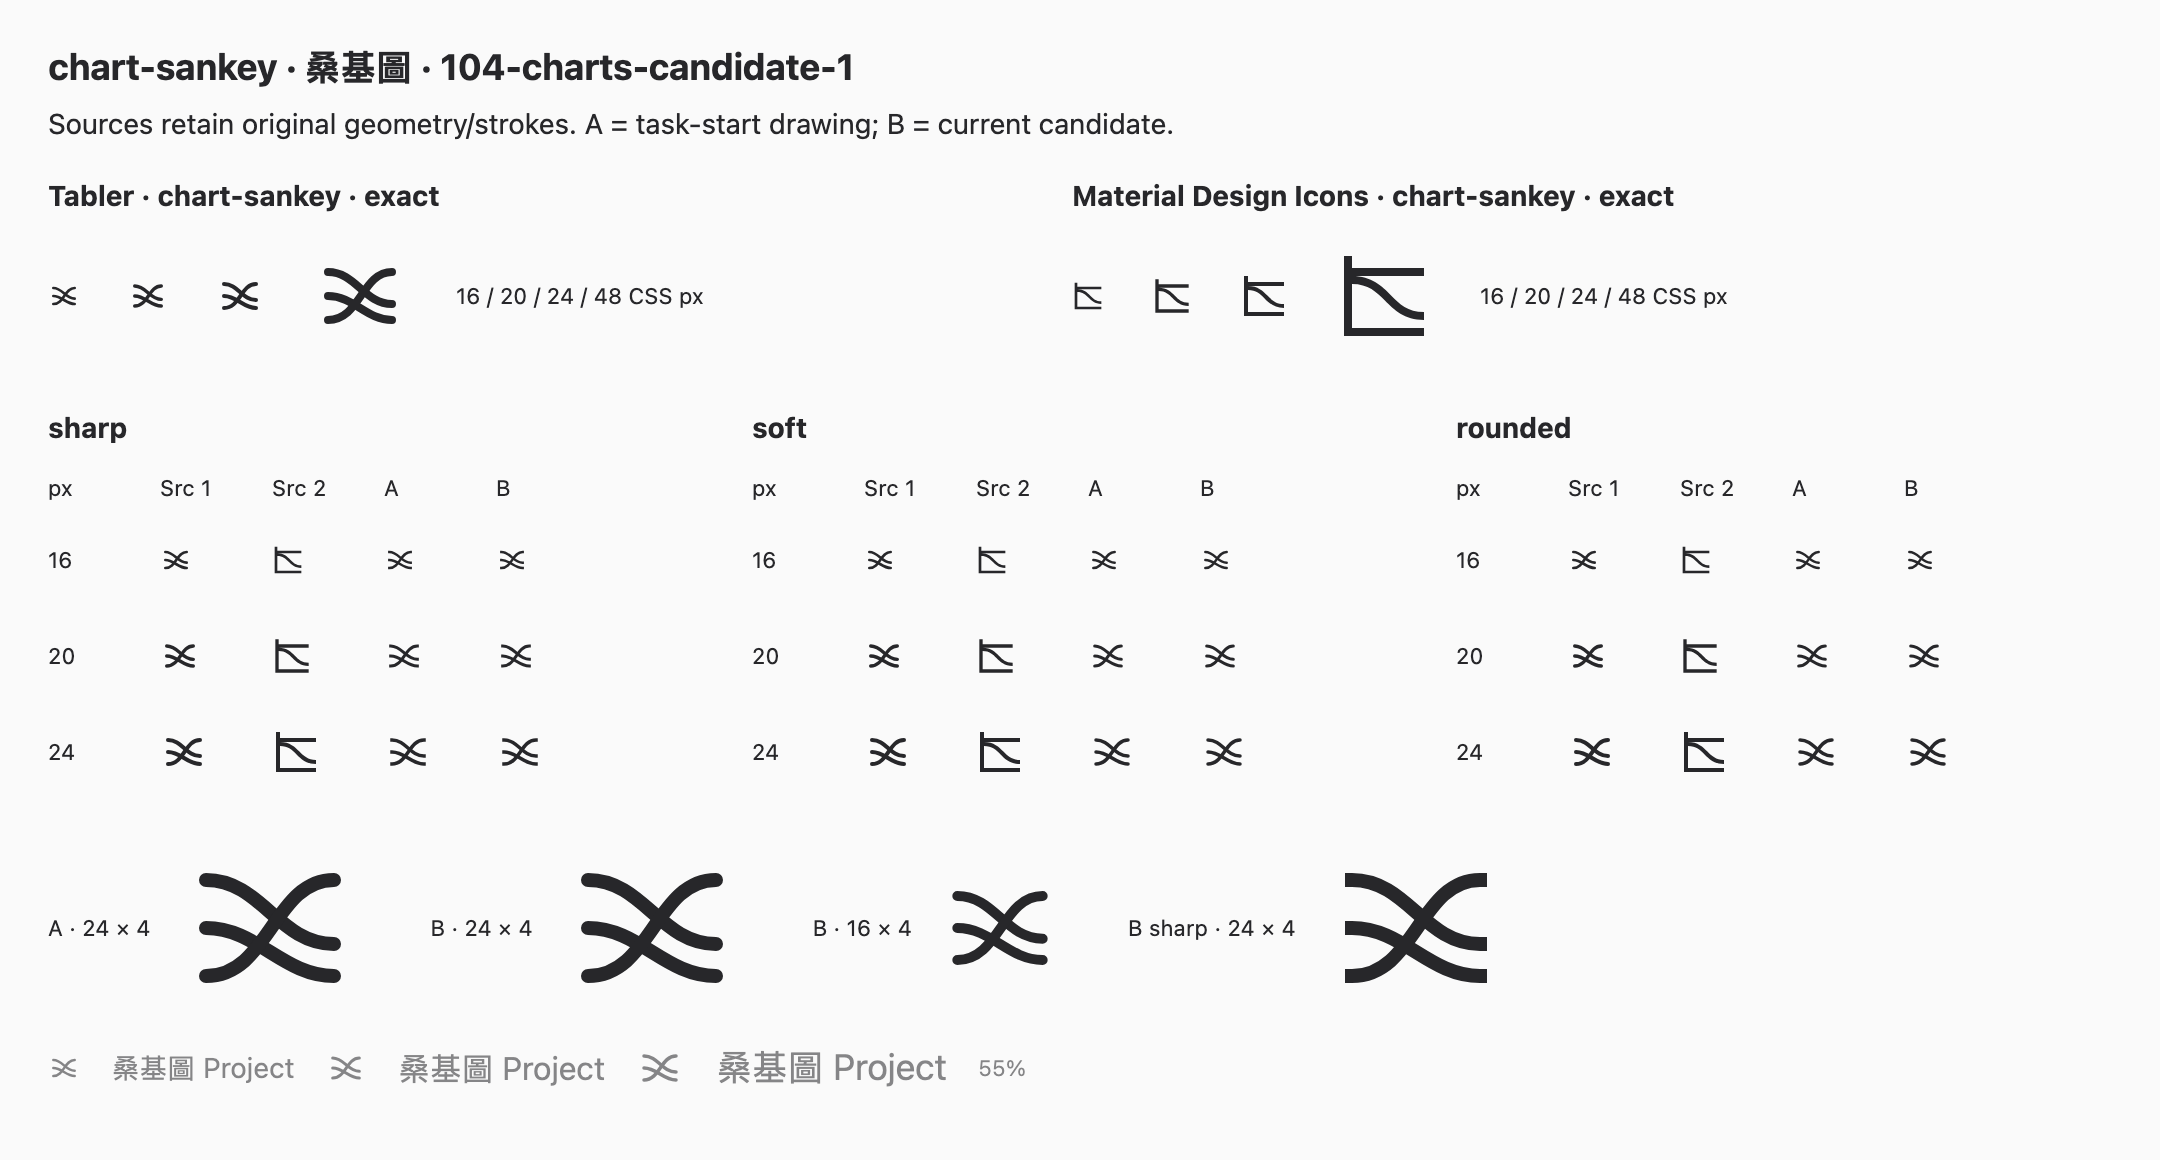 chart-sankey · 桑基圖 · 104-charts-candidate-1
Sources retain original geometry/strokes. A = task-start drawing; B = current candidate.
Tabler · chart-sankey · exact
Material Design Icons · chart-sankey · exact
16 / 20 / 24 / 48 CSS px
16 / 20 / 24 / 48 CSS px
sharp
soft
rounded
px Src 1 Src 2 A B
px Src 1 Src 2 A B
px Src 1 Src 2 A B
16
16
16
20
20
20
24
24
24
A · 24 × 4
B · 24 × 4
B · 16 × 4
B sharp · 24 × 4
桑基圖 Project
桑基圖 Project
桑基圖 Project
55%